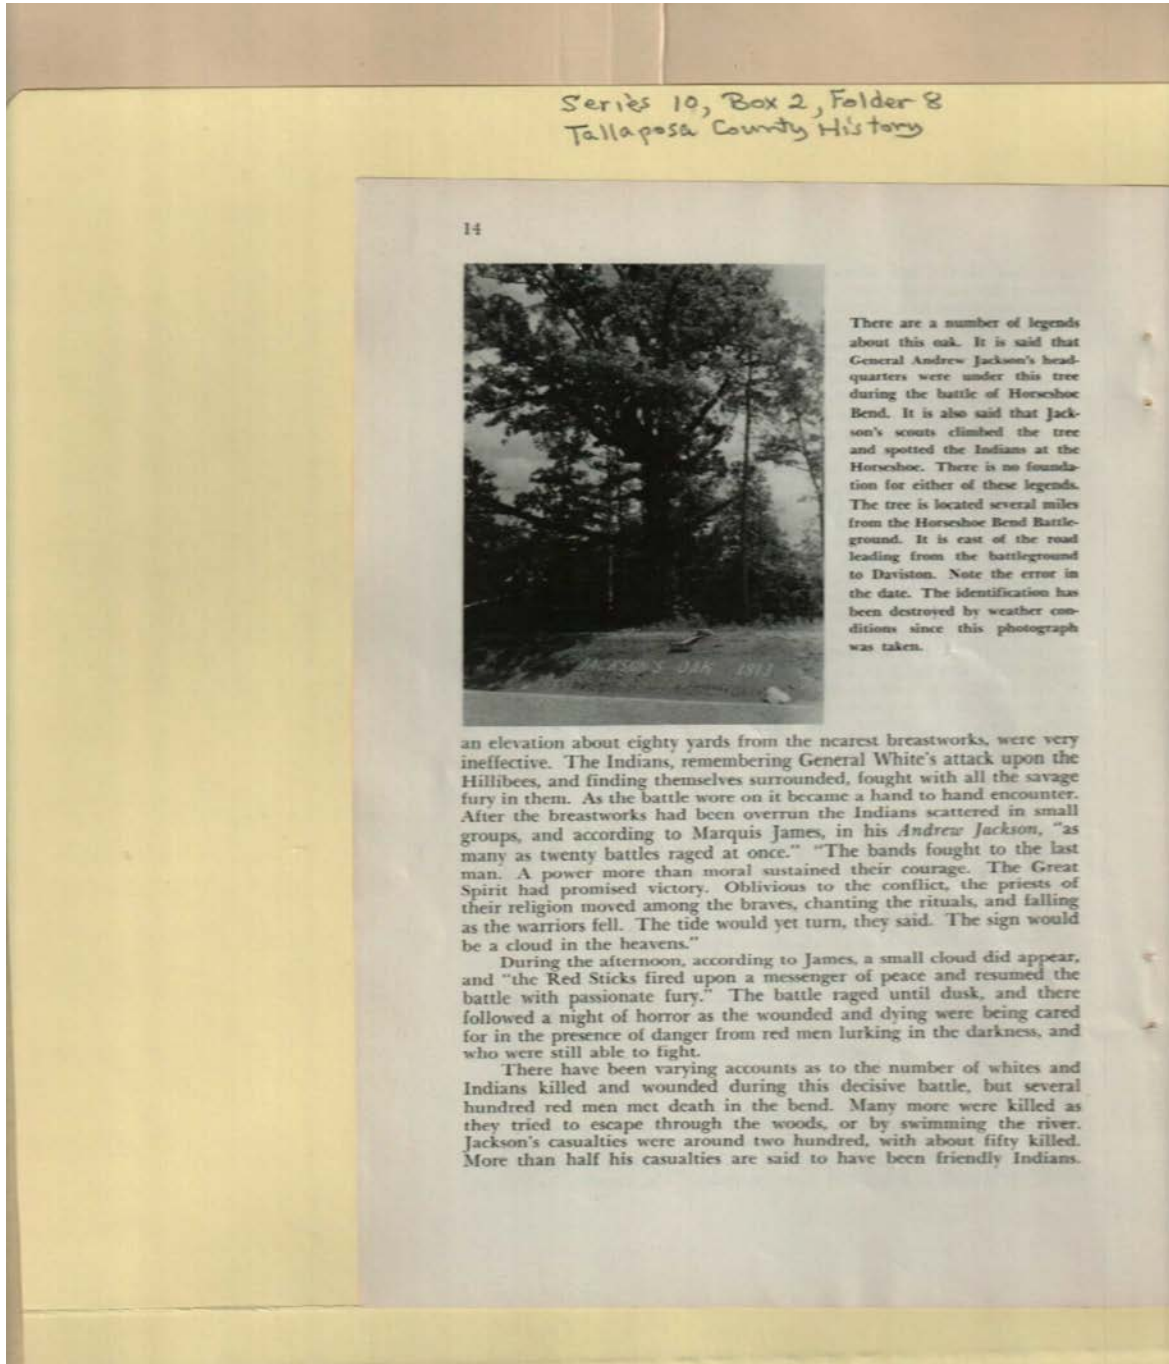 Series 10, Box 2, Folder 8
Tallaposa County History
14
There are a number of legends
about this oak. It is said that
General Andrew Jackson's head-
quarters were under this tree
during the battle of Horseshoe
Bend. It is also said that Jack-
son's scouts climbed the tree
and spotted the Indians at the
Horseshoe. There is no founda-
tion for either of these legends.
The tree is located several miles
from the Horseshoe Bend Battle-
ground. It is east of the road
leading from the battleground
to Daviston. Note the error in
the date. The identification has
been destroyed by weather con-
ditions since this photograph
was taken.
JACKSON'S OAK
an elevation about eighty yards from the nearest breastworks, were very
ineffective. The Indians, remembering General White's attack upon the
Hillibees, and finding themselves surrounded, fought with all the savage
fury in them. As the battle wore on it became a hand to hand encounter.
After the breastworks had been overrun the Indians scattered in small
groups, and according to Marquis James, in his Andrew Jackson, "as
many as twenty battles raged at once." "The bands fought to the last
man. A power more than moral sustained their courage. The Great
Spirit had promised victory. Oblivious to the conflict, the priests of
their religion moved among the braves, chanting the rituals, and falling
as the warriors fell. The tide would yet turn, they said. The sign would
be a cloud in the heavens."
During the afternoon, according to James, a small cloud did appear,
and "the Red Sticks fired upon a messenger of peace and resumed the
battle with passionate fury." The battle raged until dusk, and there
followed a night of horror as the wounded and dying were being cared
for in the presence of danger from red men lurking in the darkness, and
who were still able to fight.
There have been varying accounts as to the number of whites and
Indians killed and wounded during this decisive battle, but several
hundred red men met death in the bend. Many more were killed as
they tried to escape through the woods, or by swimming the river.
Jackson's casualties were around two hundred, with about fifty killed.
More than half his casualties are said to have been friendly Indians.